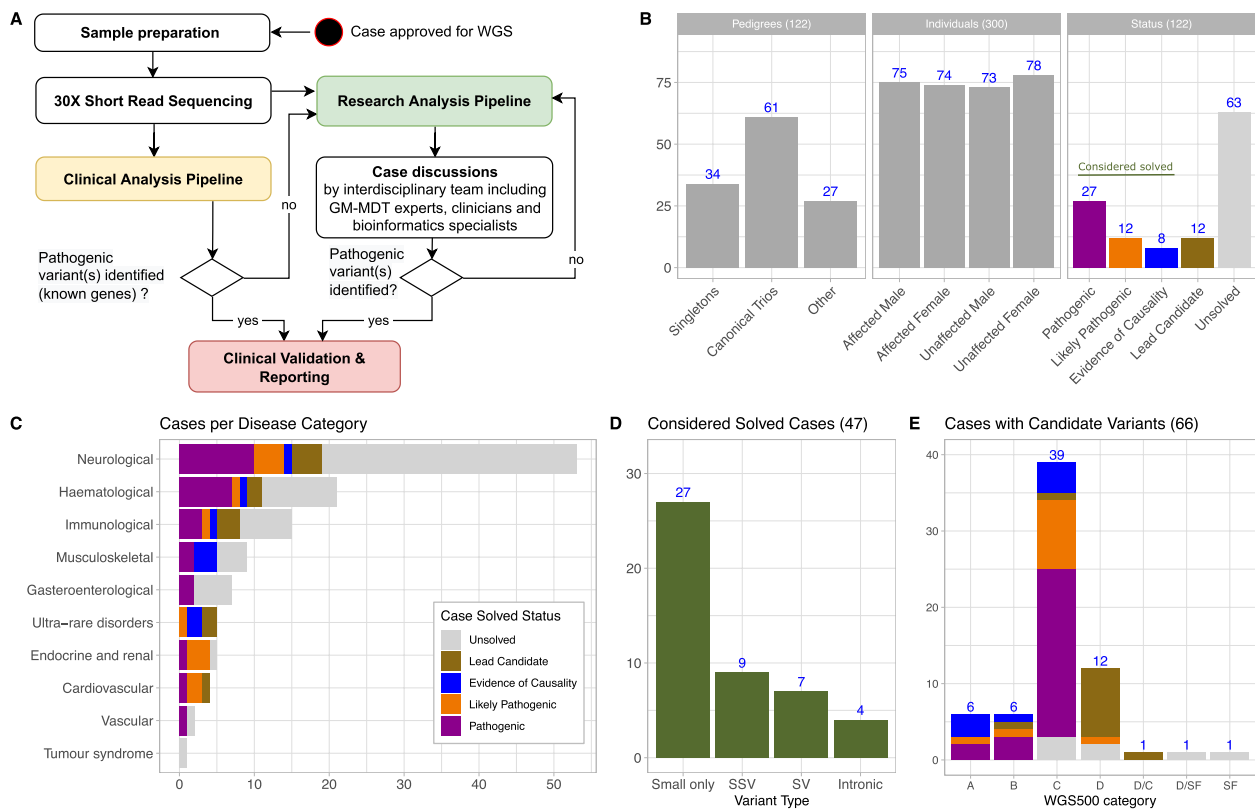 A
Sample preparation
Case approved for WGS
30X Short Read Sequencing
Research Analysis Pipeline
Clinical Analysis Pipeline
Case discussions
by interdisciplinary team including
GM-MDT experts, clinicians and
bioinformatics specialists
no
no
Pathogenic
variant(s) identified
(known genes) ?
Pathogenic
variant(s)
identified?
yes
yes
Clinical Validation &
Reporting
B
Pedigrees (122)
Individuals (300)
Status (122)
75
50
25
0
34
61
27
75
74
73
78
Considered solved
27
12
8
12
63
Singletons
Canonical Trios
Other
Affected Male
Affected Female
Unaffected Male
Unaffected Female
Pathogenic
Likely Pathogenic
Evidence of Causality
Lead Candidate
Unsolved
C
Cases per Disease Category
Neurological
Haematological
Immunological
Musculoskeletal
Gasteroenterological
Ultra−rare disorders
Endocrine and renal
Cardiovascular
Vascular
Tumour syndrome
0
10
20
30
40
50
Case Solved Status
Unsolved
Lead Candidate
Evidence of Causality
Likely Pathogenic
Pathogenic
D
Considered Solved Cases (47)
30
20
10
0
27
9
7
4
Small only
SSV
SV
Intronic
Variant Type
E
Cases with Candidate Variants (66)
40
30
20
10
0
6
6
39
12
1
1
1
A
B
C
D
D/C
D/SF
SF
WGS500 category